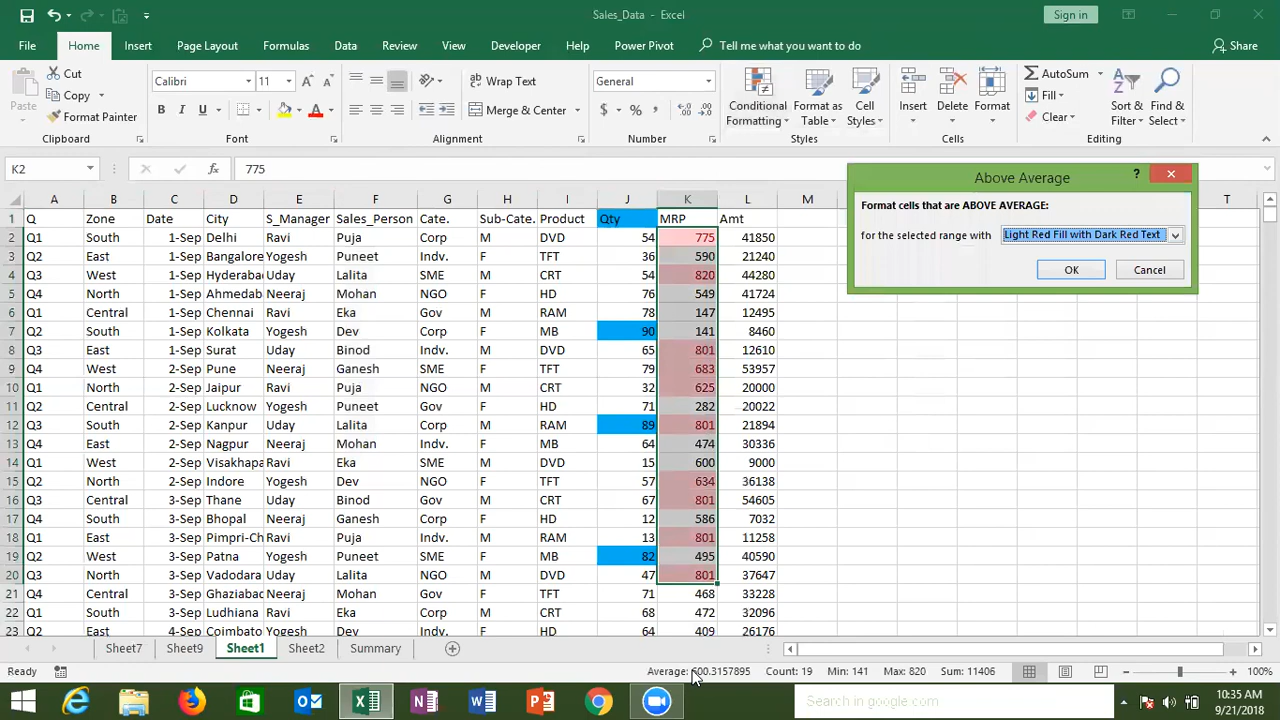 Sales_Data - Excel
Sign in
File Home Insert Page Layout Formulas Data Review View Developer Help Power Pivot Tell me what you want to do Share
Paste
Cut
Copy
Format Painter
Clipboard
Calibri 11
B I U
Font
Wrap Text
Merge & Center
Alignment
General
$ % ,
Number
Conditional Formatting
Format as Table
Cell Styles
Styles
Insert Delete Format
Cells
AutoSum
Fill
Clear
Sort & Filter
Find & Select
Editing
K2 fx 775
Above Average
?
Format cells that are ABOVE AVERAGE:
for the selected range with Light Red Fill with Dark Red Text
OK Cancel
A B C D E F G H I J K L M T
1 Q Zone Date City S_Manager Sales_Person Cate. Sub-Cate. Product Qty MRP Amt
2 Q1 South 1-Sep Delhi Ravi Puja Corp M DVD 54 775 41850
3 Q2 East 1-Sep Bangalore Yogesh Puneet Indv. F TFT 36 590 21240
4 Q3 West 1-Sep Hyderabad Uday Lalita SME M CRT 54 820 44280
5 Q4 North 1-Sep Ahmedab Neeraj Mohan NGO F HD 76 549 41724
6 Q1 Central 1-Sep Chennai Ravi Eka Gov M RAM 78 147 12495
7 Q2 South 1-Sep Kolkata Yogesh Dev Corp F MB 90 141 8460
8 Q3 East 1-Sep Surat Uday Binod Indv. M DVD 65 801 12610
9 Q4 West 2-Sep Pune Neeraj Ganesh SME F TFT 79 683 53957
10 Q1 North 2-Sep Jaipur Ravi Puja NGO M CRT 32 625 20000
11 Q2 Central 2-Sep Lucknow Yogesh Puneet Gov F HD 71 282 20022
12 Q3 South 2-Sep Kanpur Uday Lalita Corp M RAM 89 801 21894
13 Q4 East 2-Sep Nagpur Neeraj Mohan Indv. F MB 64 474 30336
14 Q1 West 2-Sep Visakhapa Ravi Eka SME M DVD 15 600 9000
15 Q2 North 2-Sep Indore Yogesh Dev NGO F TFT 57 634 36138
16 Q3 Central 3-Sep Thane Uday Binod Gov M CRT 67 801 54605
17 Q4 South 3-Sep Bhopal Neeraj Ganesh Corp F HD 12 586 7032
18 Q1 East 3-Sep Pimpri-Ch Ravi Puja Indv. M RAM 13 801 11258
19 Q2 West 3-Sep Patna Yogesh Puneet SME F MB 82 495 40590
20 Q3 North 3-Sep Vadodara Uday Lalita NGO M DVD 47 801 37647
21 Q4 Central 3-Sep Ghaziabad Neeraj Mohan Gov F TFT 71 468 33228
22 Q1 South 3-Sep Ludhiana Ravi Eka Corp M CRT 68 472 32096
23 Q2 East 4-Sep Coimbato Yogesh Dev Indv. F HD 64 409 26176
Sheet7 Sheet9 Sheet1 Sheet2 Summary
Ready Average: 600.3157895 Count: 19 Min: 141 Max: 820 Sum: 11406 100%
Search in google
10:35 AM
9/21/2018